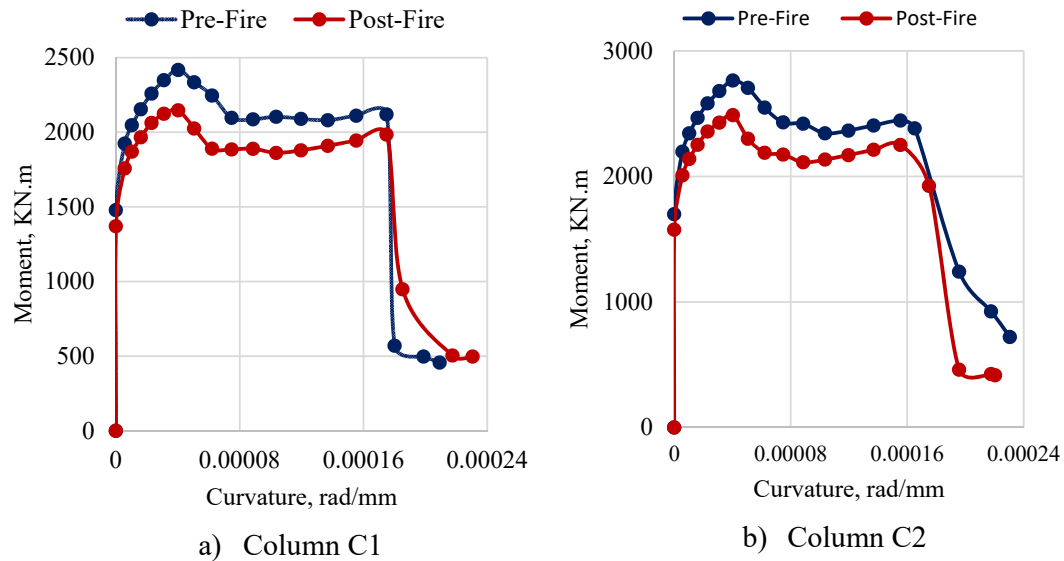 Pre-Fire Post-Fire
2500
2000
1500
1000
500
0
0 0.00008 0.00016 0.00024
Moment, KN.m
Curvature, rad/mm
a) Column C1
Pre-Fire Post-Fire
3000
2000
1000
0
0 0.00008 0.00016 0.00024
Moment, KN.m
Curvature, rad/mm
b) Column C2